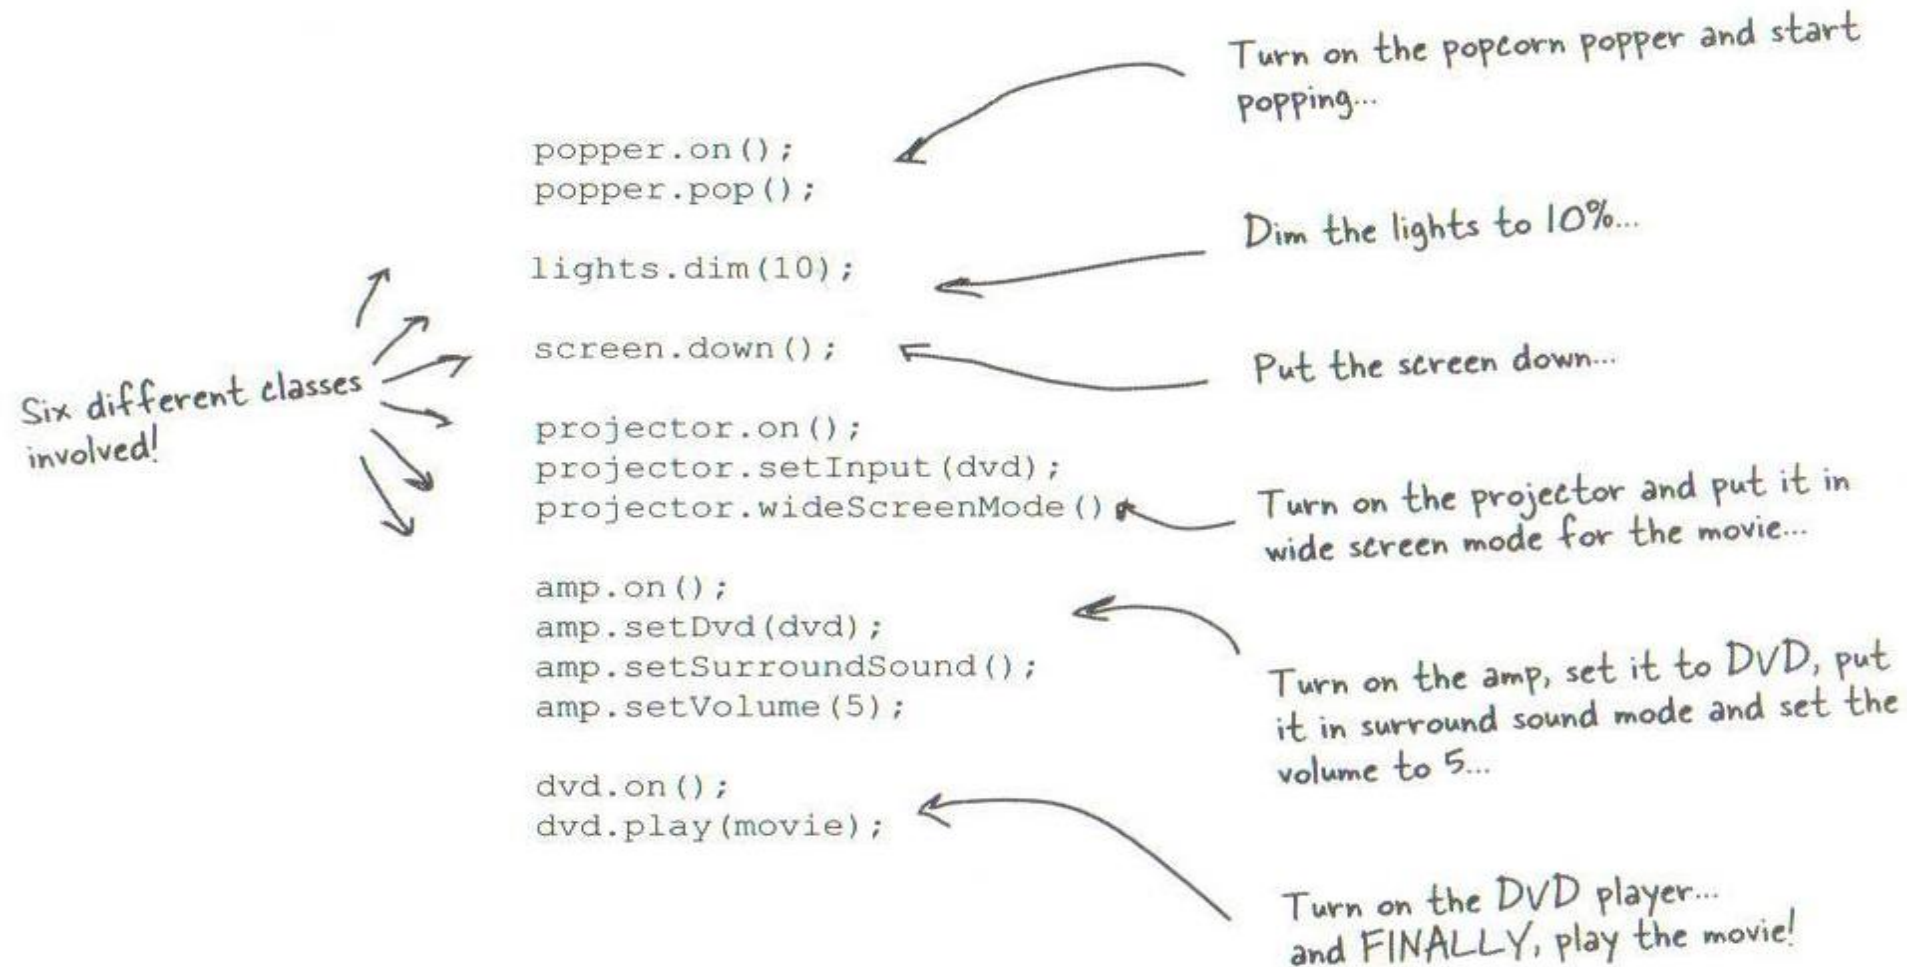 Turn on the popcorn popper and start
popping...
popper.on();
popper.pop();
Dim the lights to 10%...
lights.dim(10);
screen.down();
Put the screen down...
Six different classes
involved!
projector.on();
projector.setInput(dvd);
projector.wideScreenMode()
Turn on the projector and put it in
wide screen mode for the movie...
amp.on();
amp.setDvd(dvd);
amp.setSurroundSound();
amp.setVolume(5);
Turn on the amp, set it to DVD, put
it in surround sound mode and set the
volume to 5...
dvd.on();
dvd.play(movie);
Turn on the DVD player...
and FINALLY, play the movie!